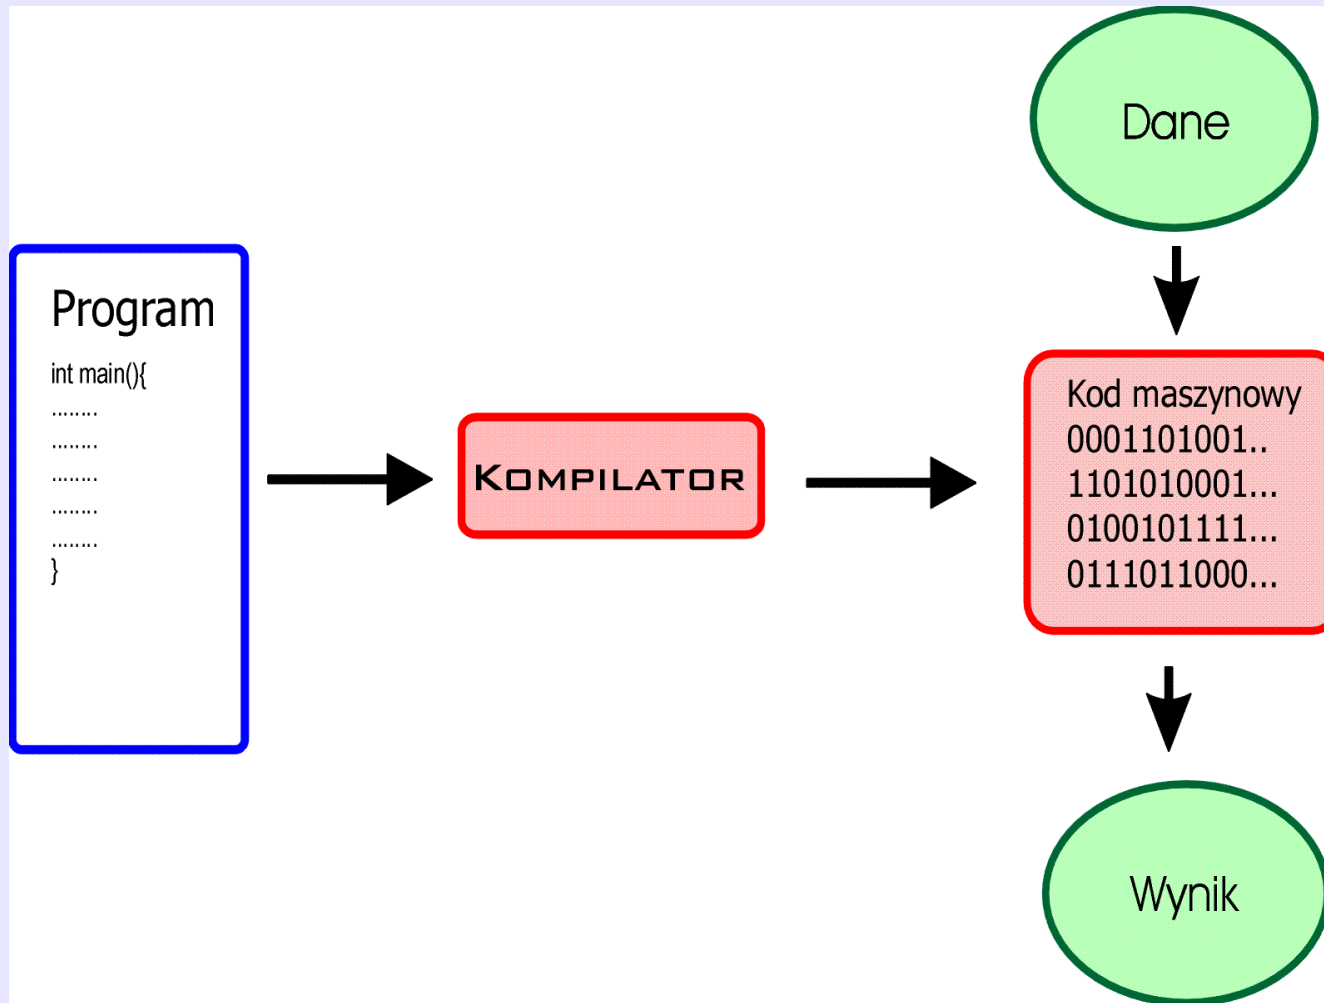 Dane
Program
int main(){
........
........
........
........
........
}
KOMPILATOR
Kod maszynowy
0001101001..
1101010001...
0100101111...
0111011000...
Wynik